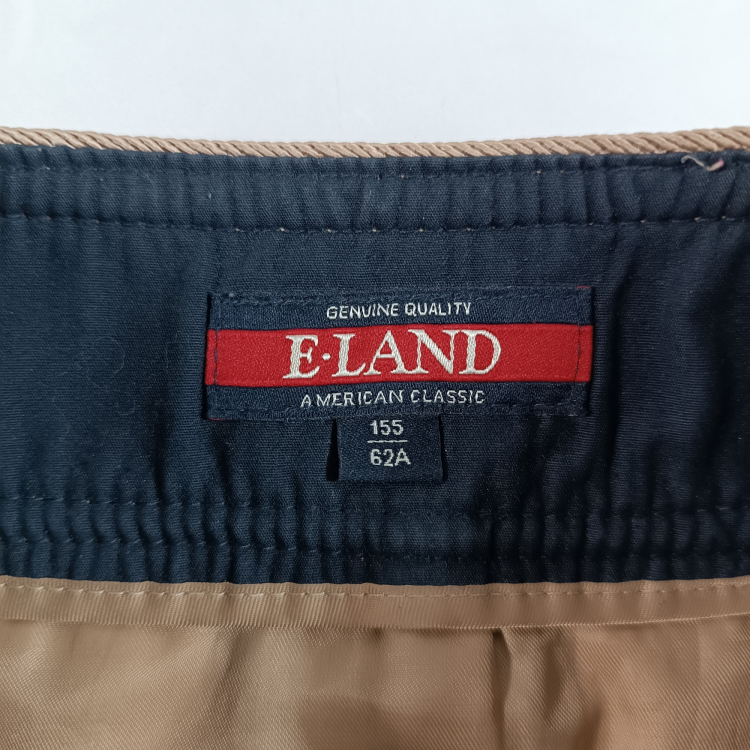 GENUINE QUALITY
E·LAND
AMERICAN CLASSIC
155
62A